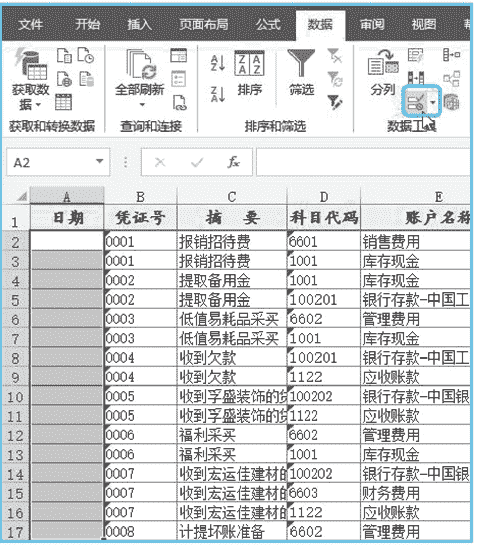 文件 开始 插入 页面布局 公式 数据 审阅 视图
获取数据 全部刷新 排序 筛选 分列
获取和转换数据 查询和连接 排序和筛选 数据工具
A2 fx
A B C D E
1 日期 凭证号 摘 要 科目代码 账户名称
2 0001 报销招待费 6601 销售费用
3 0001 报销招待费 1001 库存现金
4 0002 提取备用金 1001 库存现金
5 0002 提取备用金 100201 银行存款-中国工
6 0003 低值易耗品采买 6602 管理费用
7 0003 低值易耗品采买 1001 库存现金
8 0004 收到欠款 100201 银行存款-中国工
9 0004 收到欠款 1122 应收账款
10 0005 收到孚盛装饰的货 100202 银行存款-中国银
11 0005 收到孚盛装饰的货 1122 应收账款
12 0006 福利采买 6602 管理费用
13 0006 福利采买 1001 库存现金
14 0007 收到宏运佳建材的 100202 银行存款-中国银
15 0007 收到宏运佳建材的 6603 财务费用
16 0007 收到宏运佳建材的 1122 应收账款
17 0008 计提坏账准备 6602 管理费用